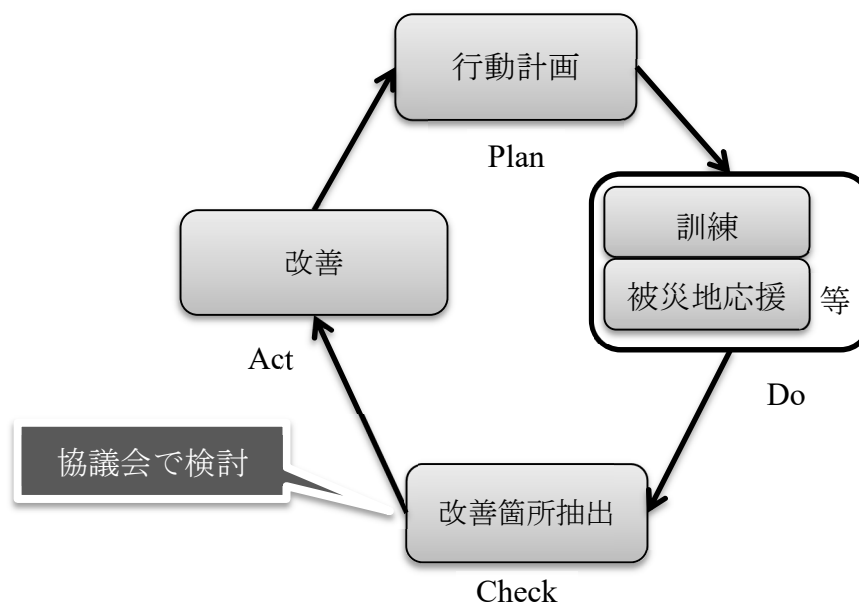 行動計画
Plan
訓練
被災地応援
等
Do
改善
Act
協議会で検討
改善箇所抽出
Check